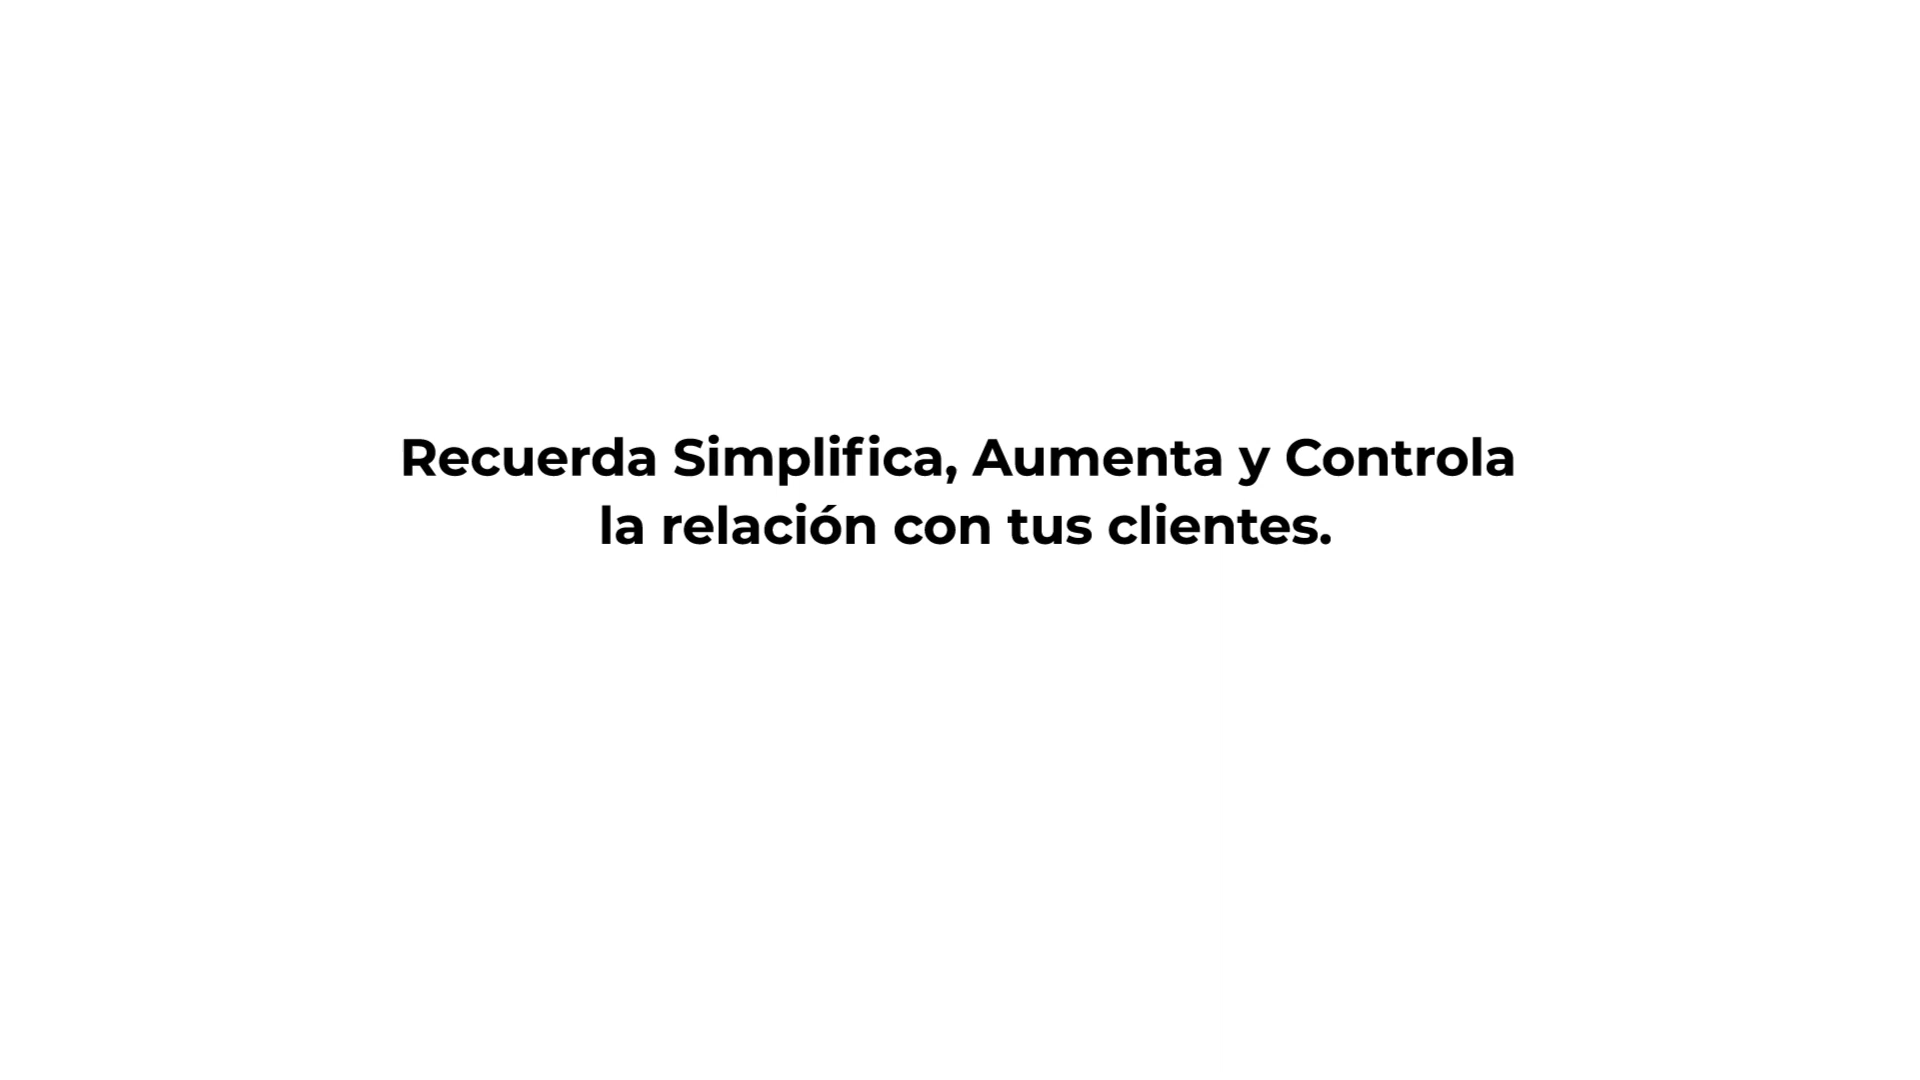 Recuerda Simplifica, Aumenta y Controla
la relación con tus clientes.